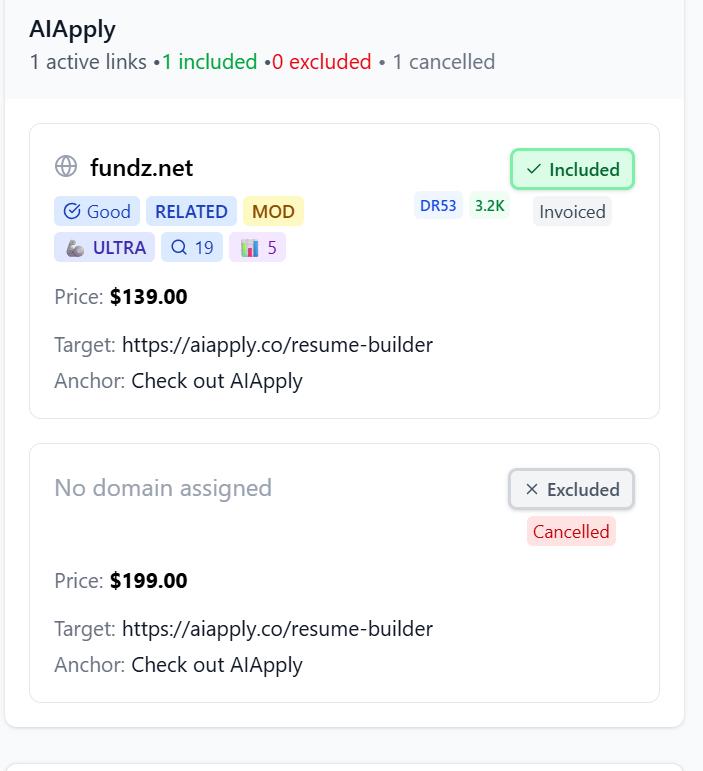 AIApply
1 active links •1 included •0 excluded • 1 cancelled
fundz.net
Included
Good RELATED MOD
DR53 3.2K
Invoiced
ULTRA 19 5
Price: $139.00
Target: https://aiapply.co/resume-builder
Anchor: Check out AIApply
No domain assigned
Excluded
Cancelled
Price: $199.00
Target: https://aiapply.co/resume-builder
Anchor: Check out AIApply